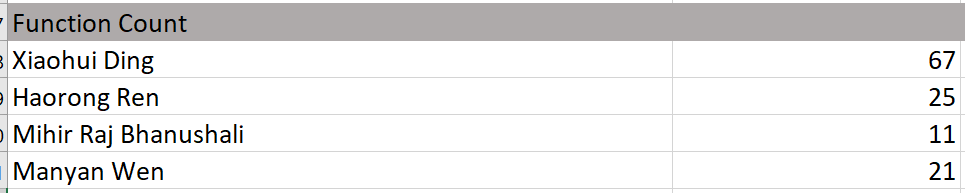 Function Count
Xiaohui Ding 67
Haorong Ren 25
Mihir Raj Bhanushali 11
Manyan Wen 21